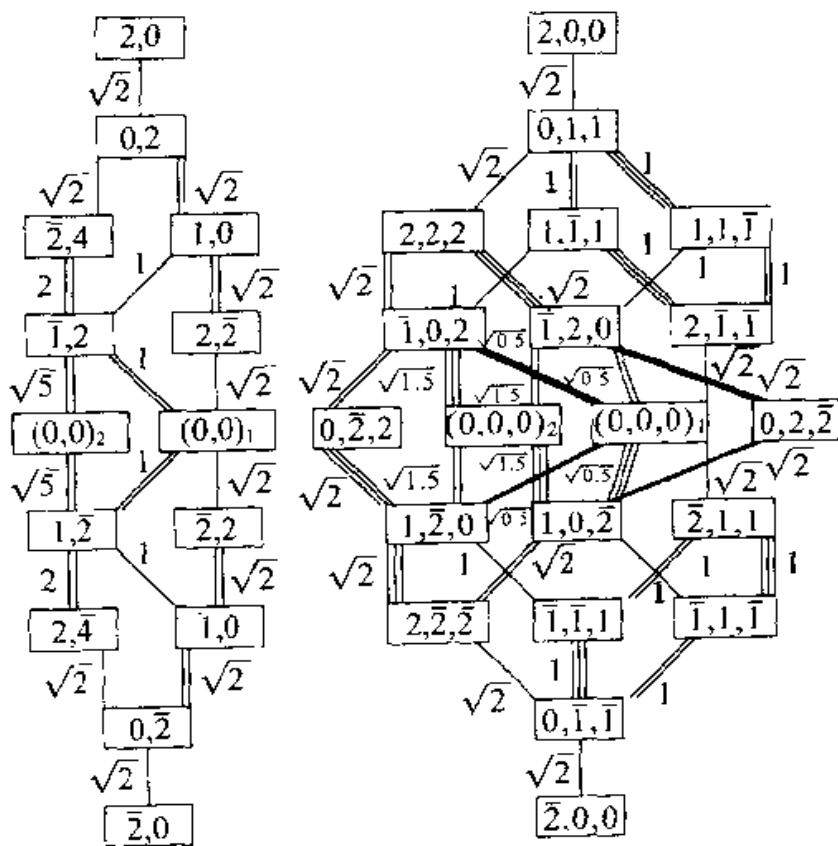 2,0
√2
0,2
√2 √2
2̄,4 1,0
2 1 √2
1̄,2 2,2̄
√5 1 √2
(0,0)₂ (0,0)₁
√5 1 √2
1,2̄ 2̄,2
2 1 √2
2,4̄ 1̄,0
√2 √2
0,2̄
√2
2̄,0
2,0,0
√2
0,1,1
√2 1 1
2,2,2 1,1̄,1 1,1,1̄
√2 1 √2 1 1 1
1̄,0,2 1̄,2,0 2,1̄,1̄
√2 √1.5 √0.5 √1.5 √0.5 √2 √2
0,2̄,2 (0,0,0)₂ (0,0,0)₁ 0,2,2̄
√2 √1.5 √1.5 √0.5 √0.5 √2 √2
1,2̄,0 1,0,2̄ 2̄,1,1
√2 1 √2 1 1 1
2,2̄,2̄ 1̄,1̄,1 1̄,1,1̄
√2 1 1
0,1̄,1̄
√2
2̄,0,0